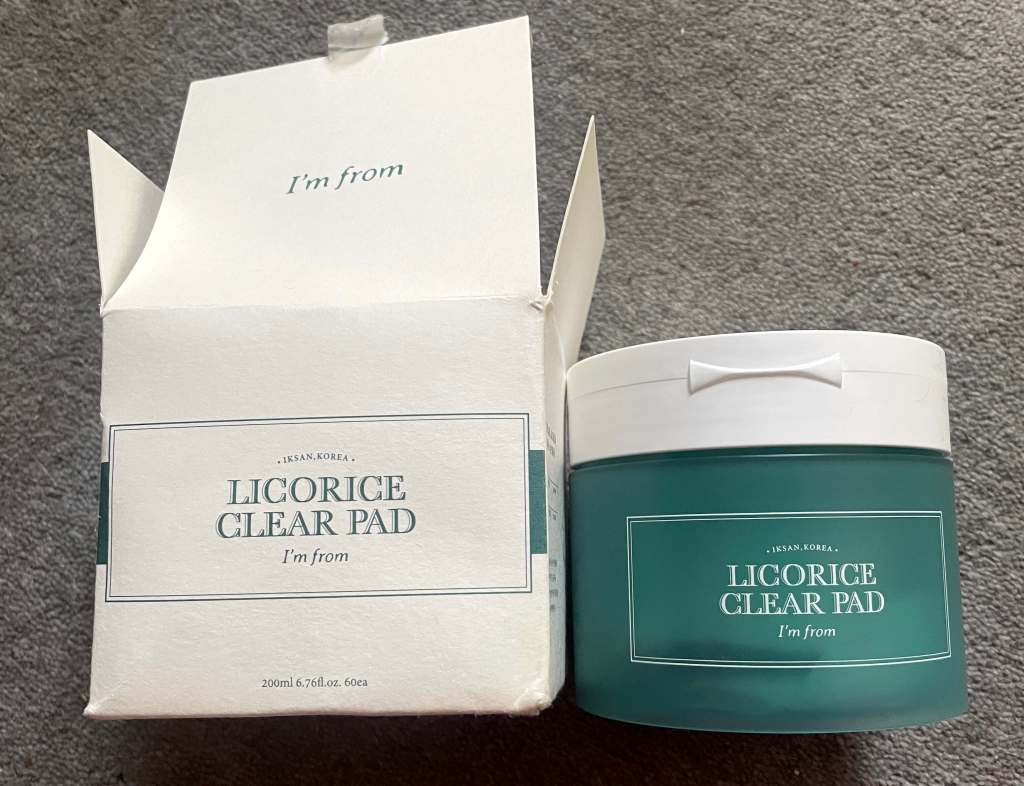 I'm from
• IKSAN, KOREA •
LICORICE
CLEAR PAD
I'm from
200ml 6.76fl.oz. 60ea
• IKSAN, KOREA •
LICORICE
CLEAR PAD
I'm from